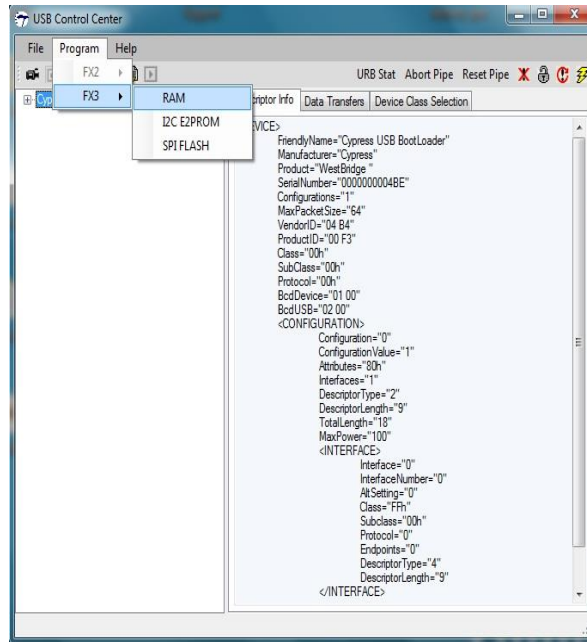 USB Control Center
File Program Help
FX2
URB Stat Abort Pipe Reset Pipe
FX3
RAM
I2C E2PROM
SPI FLASH
Cyp
riptor Info Data Transfers Device Class Selection
VICE>
FriendlyName="Cypress USB BootLoader"
Manufacturer="Cypress"
Product="WestBridge "
SerialNumber="0000000004BE"
Configurations="1"
MaxPacketSize="64"
VendorID="04 B4"
ProductID="00 F3"
Class="00h"
SubClass="00h"
Protocol="00h"
BcdDevice="01 00"
BcdUSB="02 00"
<CONFIGURATION>
Configuration="0"
ConfigurationValue="1"
Attributes="80h"
Interfaces="1"
DescriptorType="2"
DescriptorLength="9"
TotalLength="18"
MaxPower="100"
<INTERFACE>
Interface="0"
InterfaceNumber="0"
AltSetting="0"
Class="FFh"
Subclass="00h"
Protocol="0"
Endpoints="0"
DescriptorType="4"
DescriptorLength="9"
</INTERFACE>